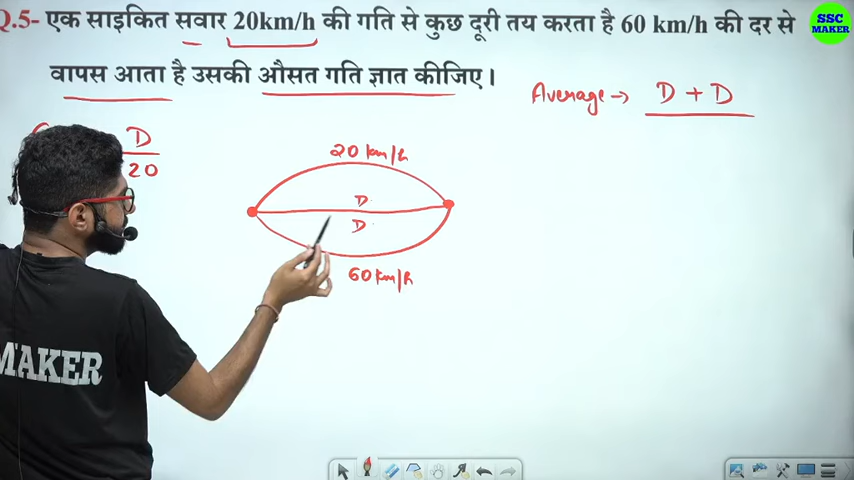 Q.5- एक साइकित सवार 20km/h की गति से कुछ दूरी तय करता है 60 km/h की दर से
वापस आता है उसकी औसत गति ज्ञात कीजिए।
SSC
MAKER
Average → D + D
D
20
20 km/h
D
D
60 km/h
MAKER